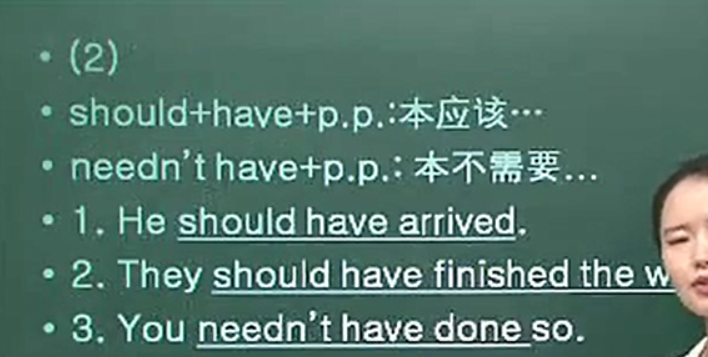 • (2)
• should+have+p.p.:本应该…
• needn't have+p.p.: 本不需要...
• 1. He should have arrived.
• 2. They should have finished the
• 3. You needn't have done so.